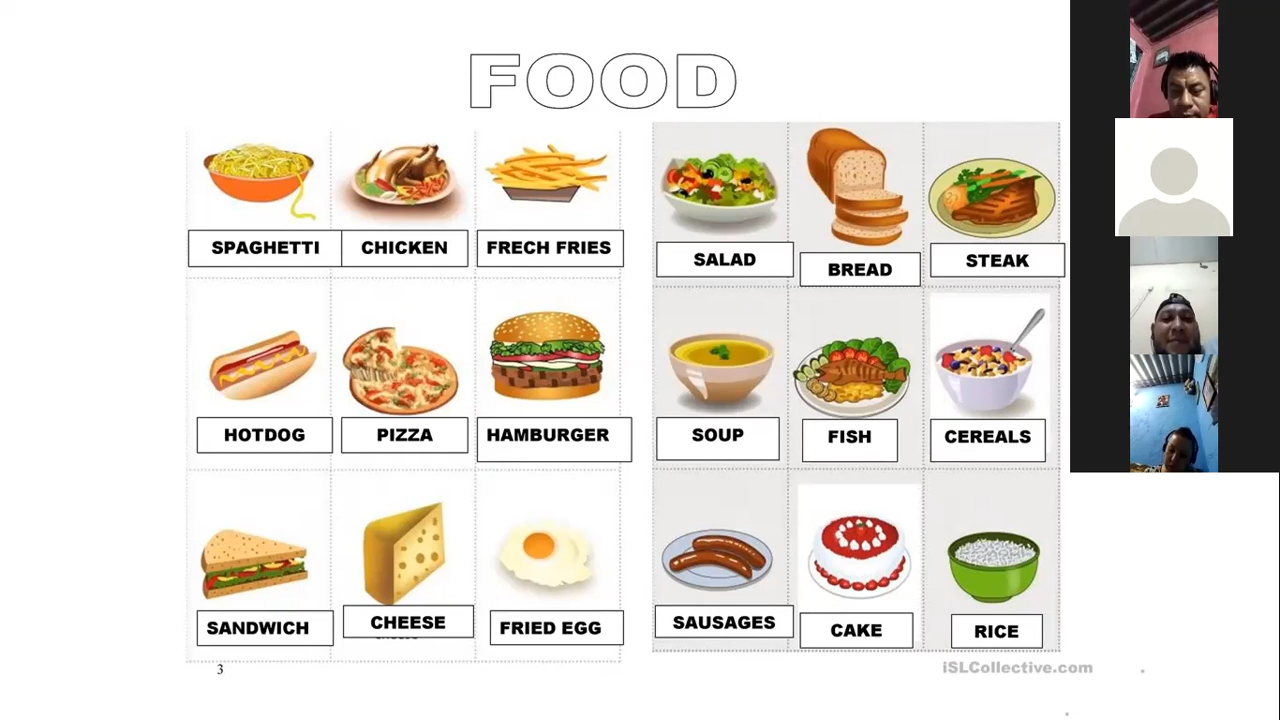 FOOD
SPAGHETTI
CHICKEN
FRECH FRIES
SALAD
BREAD
STEAK
HOTDOG
PIZZA
HAMBURGER
SOUP
FISH
CEREALS
SANDWICH
CHEESE
FRIED EGG
SAUSAGES
CAKE
RICE
3
iSLCollective.com